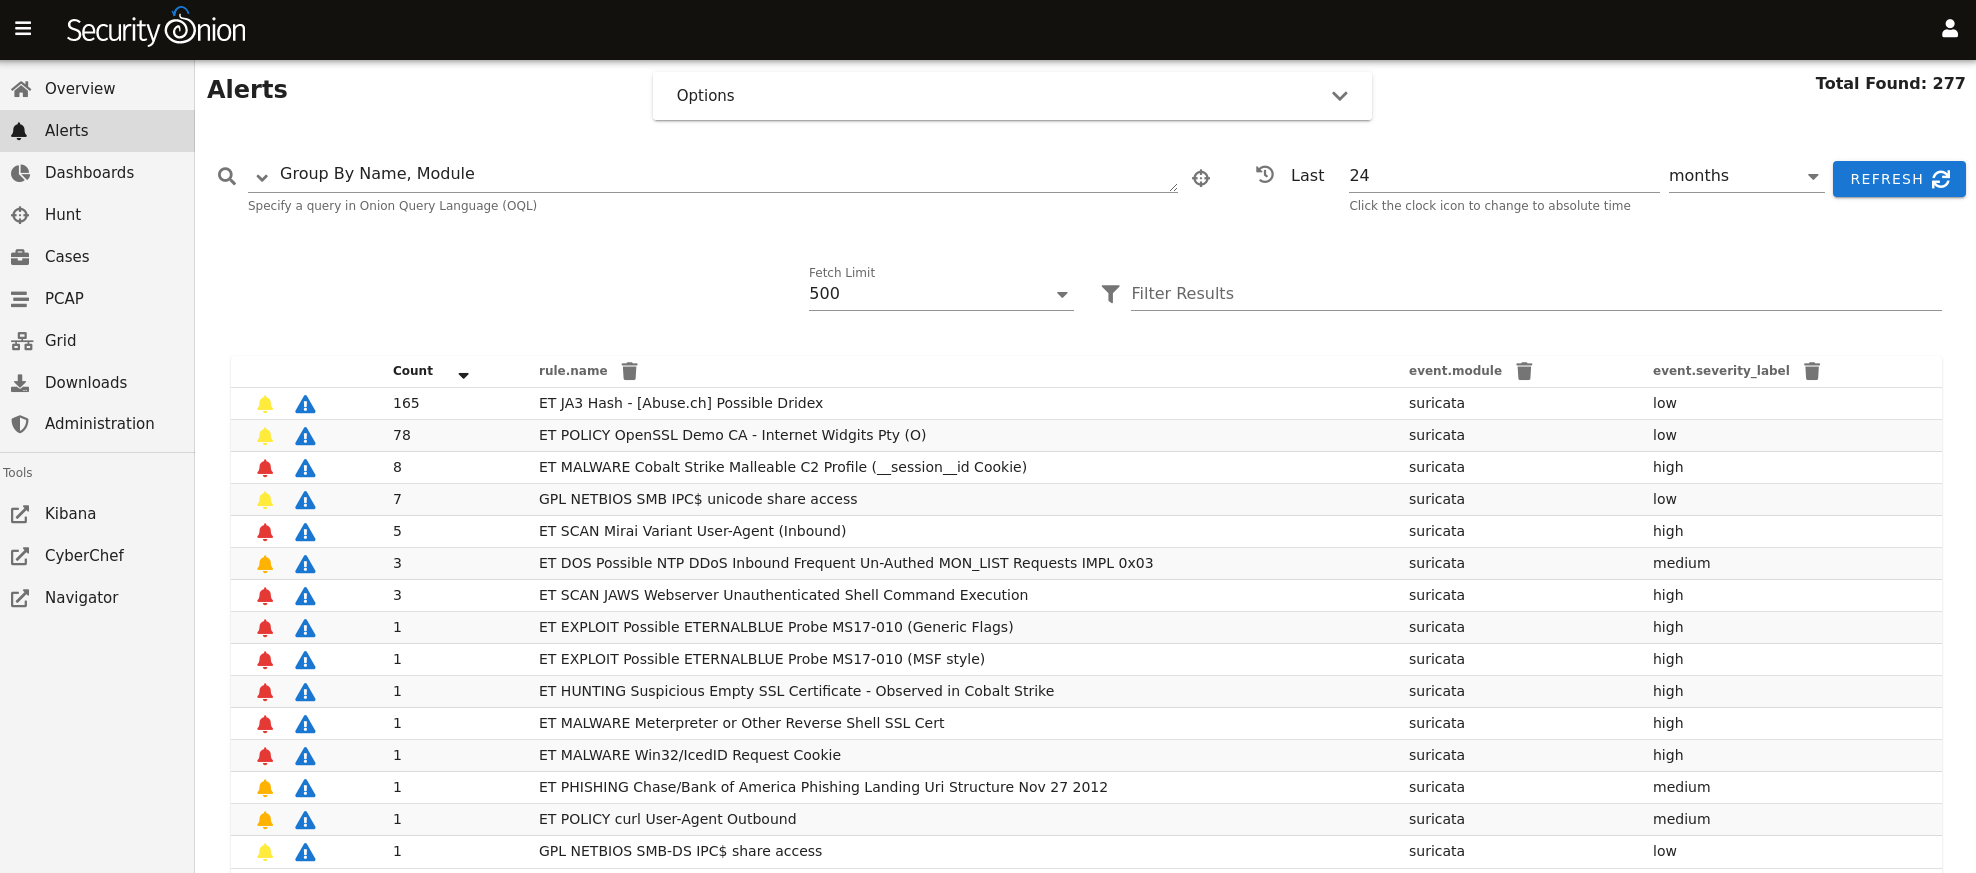 Security Onion
Overview
Alerts
Dashboards
Hunt
Cases
PCAP
Grid
Downloads
Administration
Tools
Kibana
CyberChef
Navigator
Alerts
Options
Total Found: 277
Group By Name, Module
Specify a query in Onion Query Language (OQL)
Last 24 months
Click the clock icon to change to absolute time
REFRESH
Fetch Limit
500
Filter Results
Count rule.name event.module event.severity_label
165 ET JA3 Hash - [Abuse.ch] Possible Dridex suricata low
78 ET POLICY OpenSSL Demo CA - Internet Widgits Pty (O) suricata low
8 ET MALWARE Cobalt Strike Malleable C2 Profile (__session__id Cookie) suricata high
7 GPL NETBIOS SMB IPC$ unicode share access suricata low
5 ET SCAN Mirai Variant User-Agent (Inbound) suricata high
3 ET DOS Possible NTP DDoS Inbound Frequent Un-Authed MON_LIST Requests IMPL 0x03 suricata medium
3 ET SCAN JAWS Webserver Unauthenticated Shell Command Execution suricata high
1 ET EXPLOIT Possible ETERNALBLUE Probe MS17-010 (Generic Flags) suricata high
1 ET EXPLOIT Possible ETERNALBLUE Probe MS17-010 (MSF style) suricata high
1 ET HUNTING Suspicious Empty SSL Certificate - Observed in Cobalt Strike suricata high
1 ET MALWARE Meterpreter or Other Reverse Shell SSL Cert suricata high
1 ET MALWARE Win32/IcedID Request Cookie suricata high
1 ET PHISHING Chase/Bank of America Phishing Landing Uri Structure Nov 27 2012 suricata medium
1 ET POLICY curl User-Agent Outbound suricata medium
1 GPL NETBIOS SMB-DS IPC$ share access suricata low